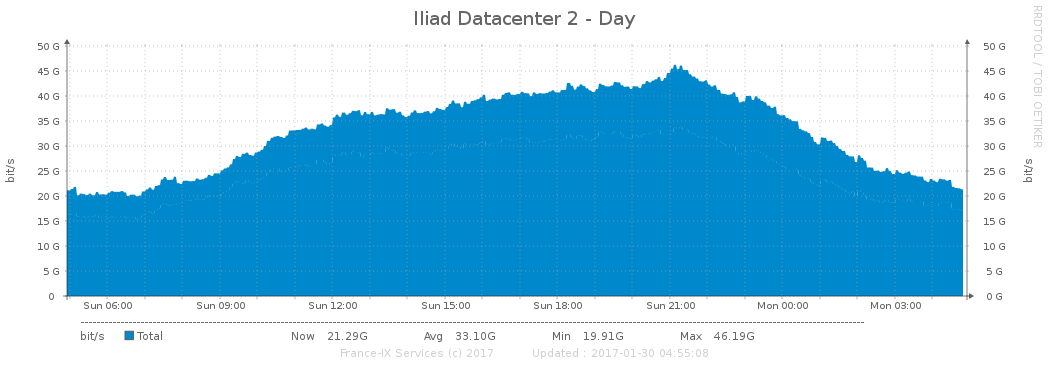 Iliad Datacenter 2 - Day
RRDTOOL / TOBI OETIKER
50 G 50 G
45 G 45 G
40 G 40 G
35 G 35 G
30 G 30 G
25 G 25 G
20 G 20 G
15 G 15 G
10 G 10 G
5 G 5 G
0 0 G
bit/s bit/s
Sun 06:00 Sun 09:00 Sun 12:00 Sun 15:00 Sun 18:00 Sun 21:00 Mon 00:00 Mon 03:00
bit/s Total Now 21.29G Avg 33.10G Min 19.91G Max 46.19G
France-IX Services (c) 2017 Updated : 2017-01-30 04:55:08